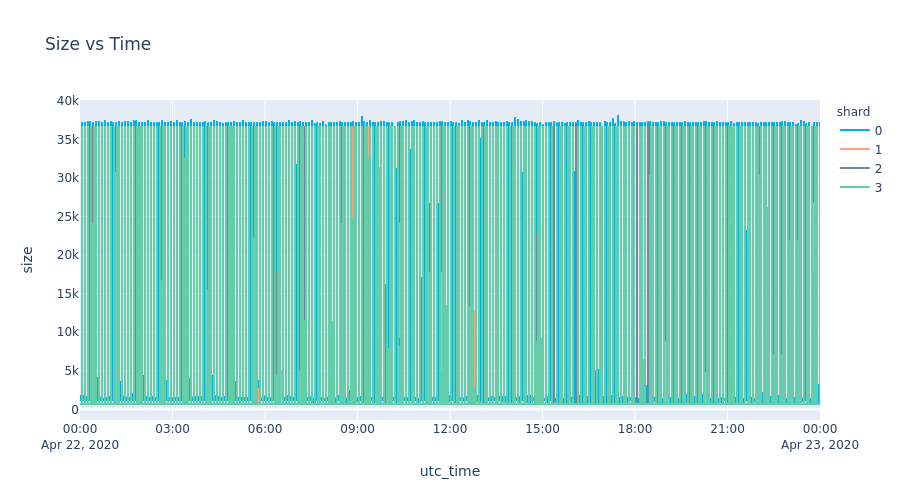 Size vs Time
shard
0
1
2
3
40k
35k
30k
25k
20k
15k
10k
5k
0
size
00:00 03:00 06:00 09:00 12:00 15:00 18:00 21:00 00:00
Apr 22, 2020 Apr 23, 2020
utc_time